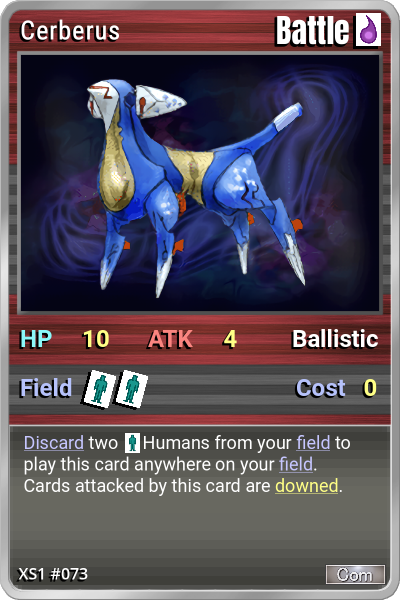 Cerberus Battle
HP 10 ATK 4 Ballistic
Field Cost 0
Discard two Humans from your field to
play this card anywhere on your field.
Cards attacked by this card are downed.
XS1 #073 Com